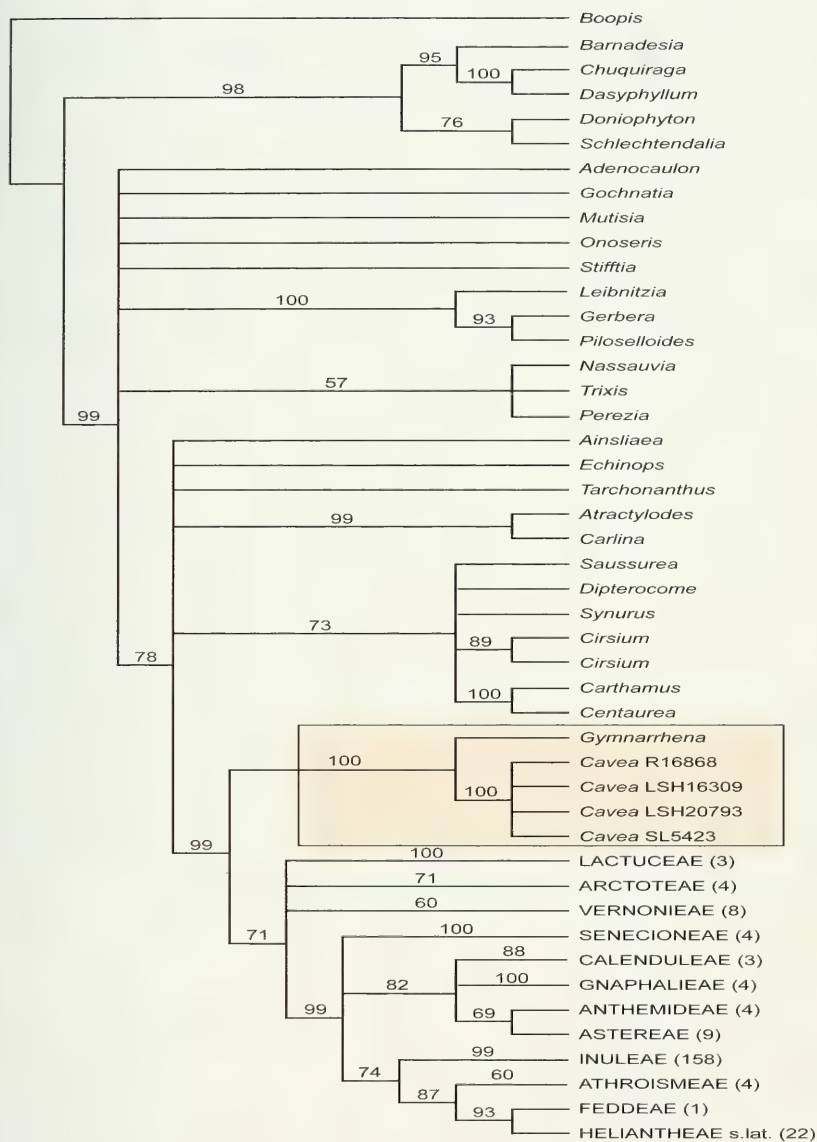 Boopis
95
Barnadesia
100
Chuquiraga
98
Dasyphyllum
76
Doniophyton
Schlechtendalia
Adenocaulon
Gochnatia
Mutisia
Onoseris
Stifftia
100
Leibnitzia
93
Gerbera
Piloselloides
57
Nassauvia
Trixis
99
Perezia
Ainsliaea
Echinops
Tarchonanthus
99
Atractylodes
Carlina
Saussurea
Dipterocome
73
Synurus
89
Cirsium
78
Cirsium
100
Carthamus
Centaurea
100
Gymnarrhena
Cavea R16868
100
Cavea LSH16309
Cavea LSH20793
99
Cavea SL5423
100
LACTUCEAE (3)
71
ARCTOTEAE (4)
60
VERNONIEAE (8)
71
100
SENECIONEAE (4)
88
CALENDULEAE (3)
82
100
GNAPHALIEAE (4)
99
69
ANTHEMIDEAE (4)
ASTEREAE (9)
99
INULEAE (158)
74
60
ATHROISMEAE (4)
87
93
FEDDEAE (1)
HELIANTHEAE s.lat. (22)